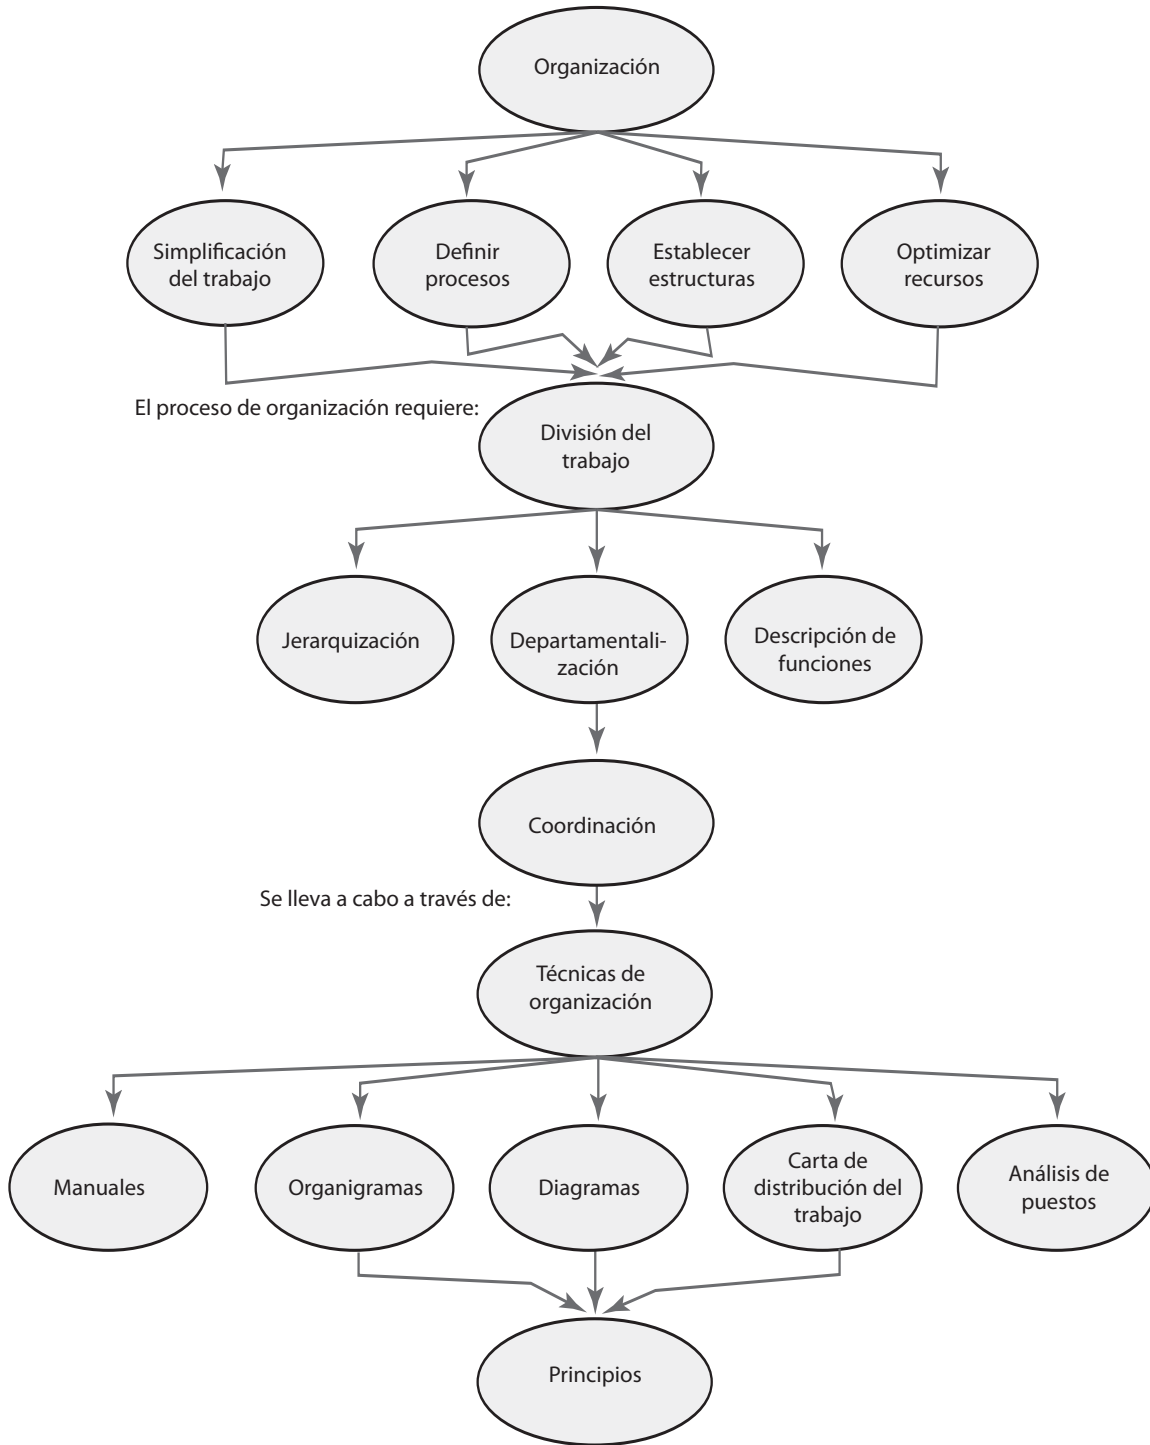 Organización
Simplificación
del trabajo
Definir
procesos
Establecer
estructuras
Optimizar
recursos
El proceso de organización requiere:
División del
trabajo
Jerarquización
Departamentali-
zación
Descripción de
funciones
Coordinación
Se lleva a cabo a través de:
Técnicas de
organización
Manuales
Organigramas
Diagramas
Carta de
distribución del
trabajo
Análisis de
puestos
Principios